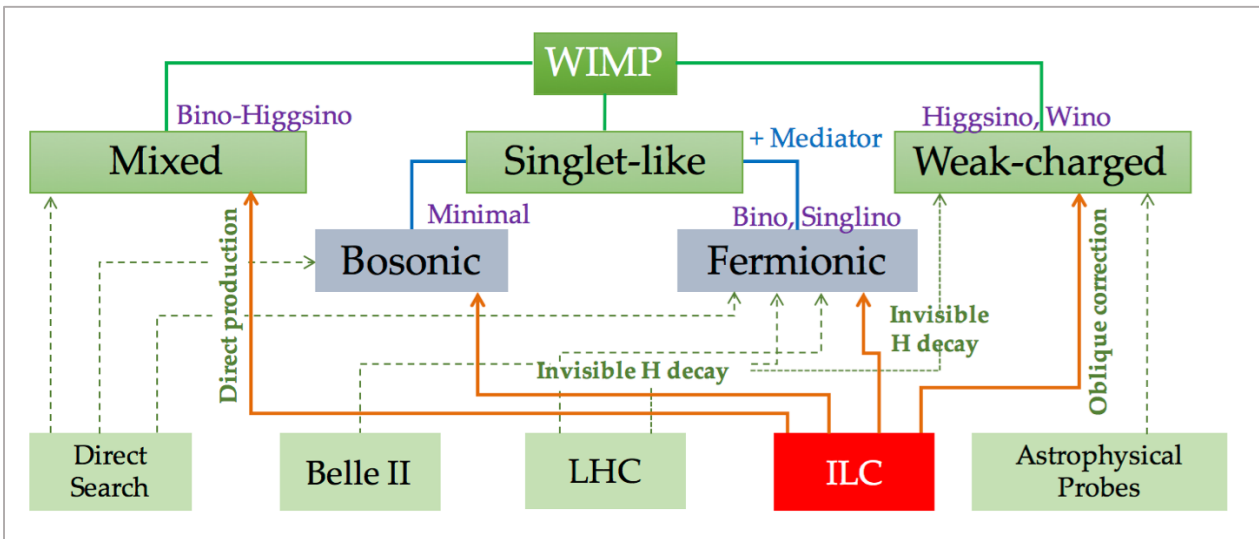 WIMP
Bino-Higgsino
Higgsino, Wino
Mixed
Singlet-like
+ Mediator
Weak-charged
Minimal
Bino, Singlino
Bosonic
Fermionic
Direct production
Invisible
H decay
Oblique correction
Invisible H decay
Direct
Search
Belle II
LHC
ILC
Astrophysical
Probes